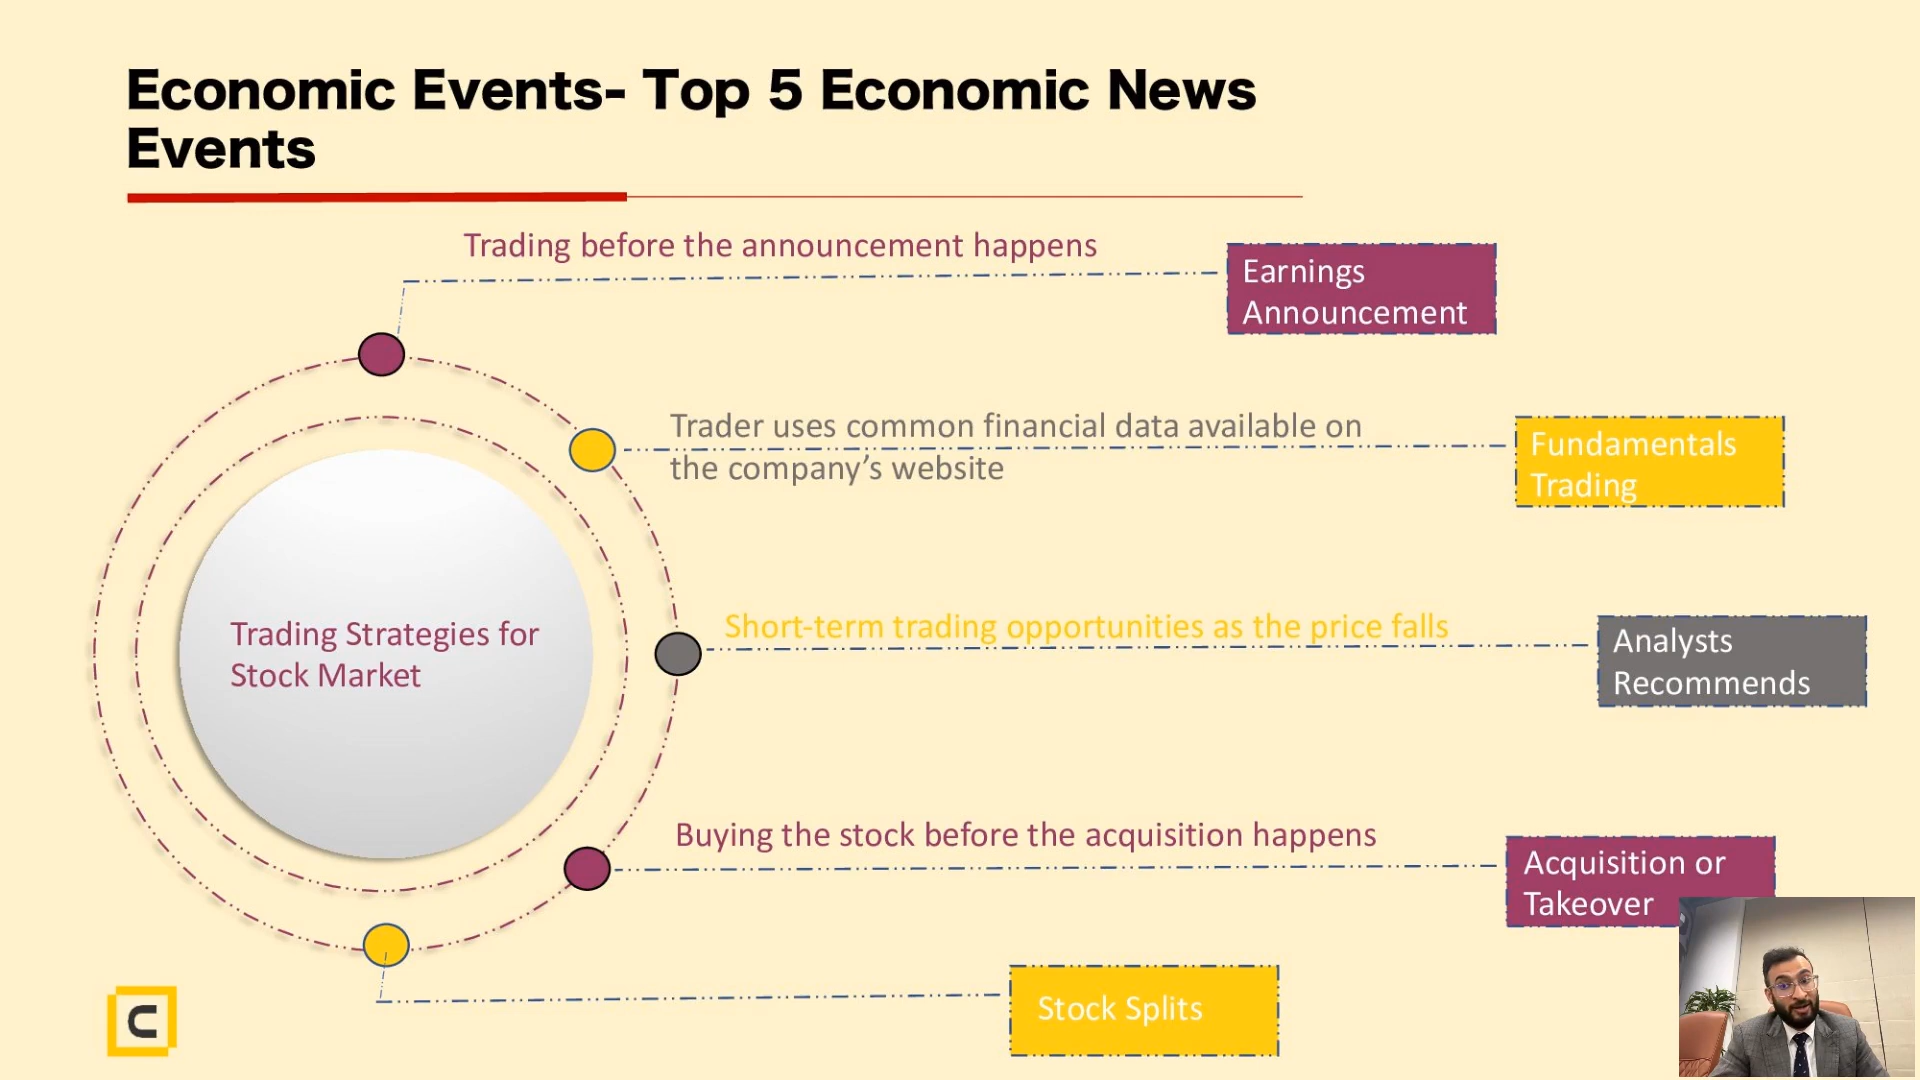 Economic Events- Top 5 Economic News
Events
Trading before the announcement happens
Earnings
Announcement
Trader uses common financial data available on
the company’s website
Fundamentals
Trading
Short-term trading opportunities as the price falls
Analysts
Recommends
Trading Strategies for
Stock Market
Buying the stock before the acquisition happens
Acquisition or
Takeover
Stock Splits
C